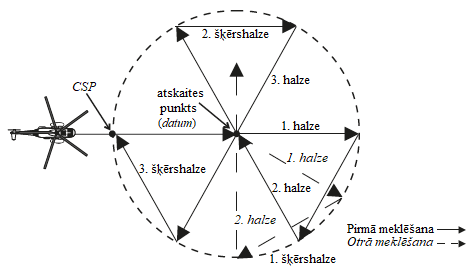 2. šķērshalze
CSP
atskaites
punkts
(datum)
3. halze
1. halze
1. halze
3. šķērshalze
2. halze
2. halze
Pirmā meklēšana
Otrā meklēšana
1. šķērshalze